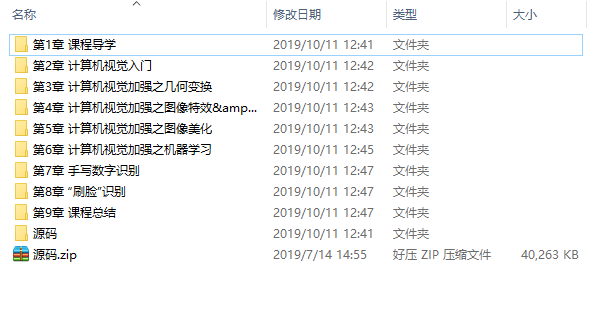 名称 修改日期 类型 大小
第1章 课程导学 2019/10/11 12:41 文件夹
第2章 计算机视觉入门 2019/10/11 12:42 文件夹
第3章 计算机视觉加强之几何变换 2019/10/11 12:42 文件夹
第4章 计算机视觉加强之图像特效&amp... 2019/10/11 12:43 文件夹
第5章 计算机视觉加强之图像美化 2019/10/11 12:43 文件夹
第6章 计算机视觉加强之机器学习 2019/10/11 12:45 文件夹
第7章 手写数字识别 2019/10/11 12:47 文件夹
第8章 “刷脸”识别 2019/10/11 12:47 文件夹
第9章 课程总结 2019/10/11 12:47 文件夹
源码 2019/10/11 12:41 文件夹
源码.zip 2019/7/14 14:55 好压 ZIP 压缩文件 40,263 KB